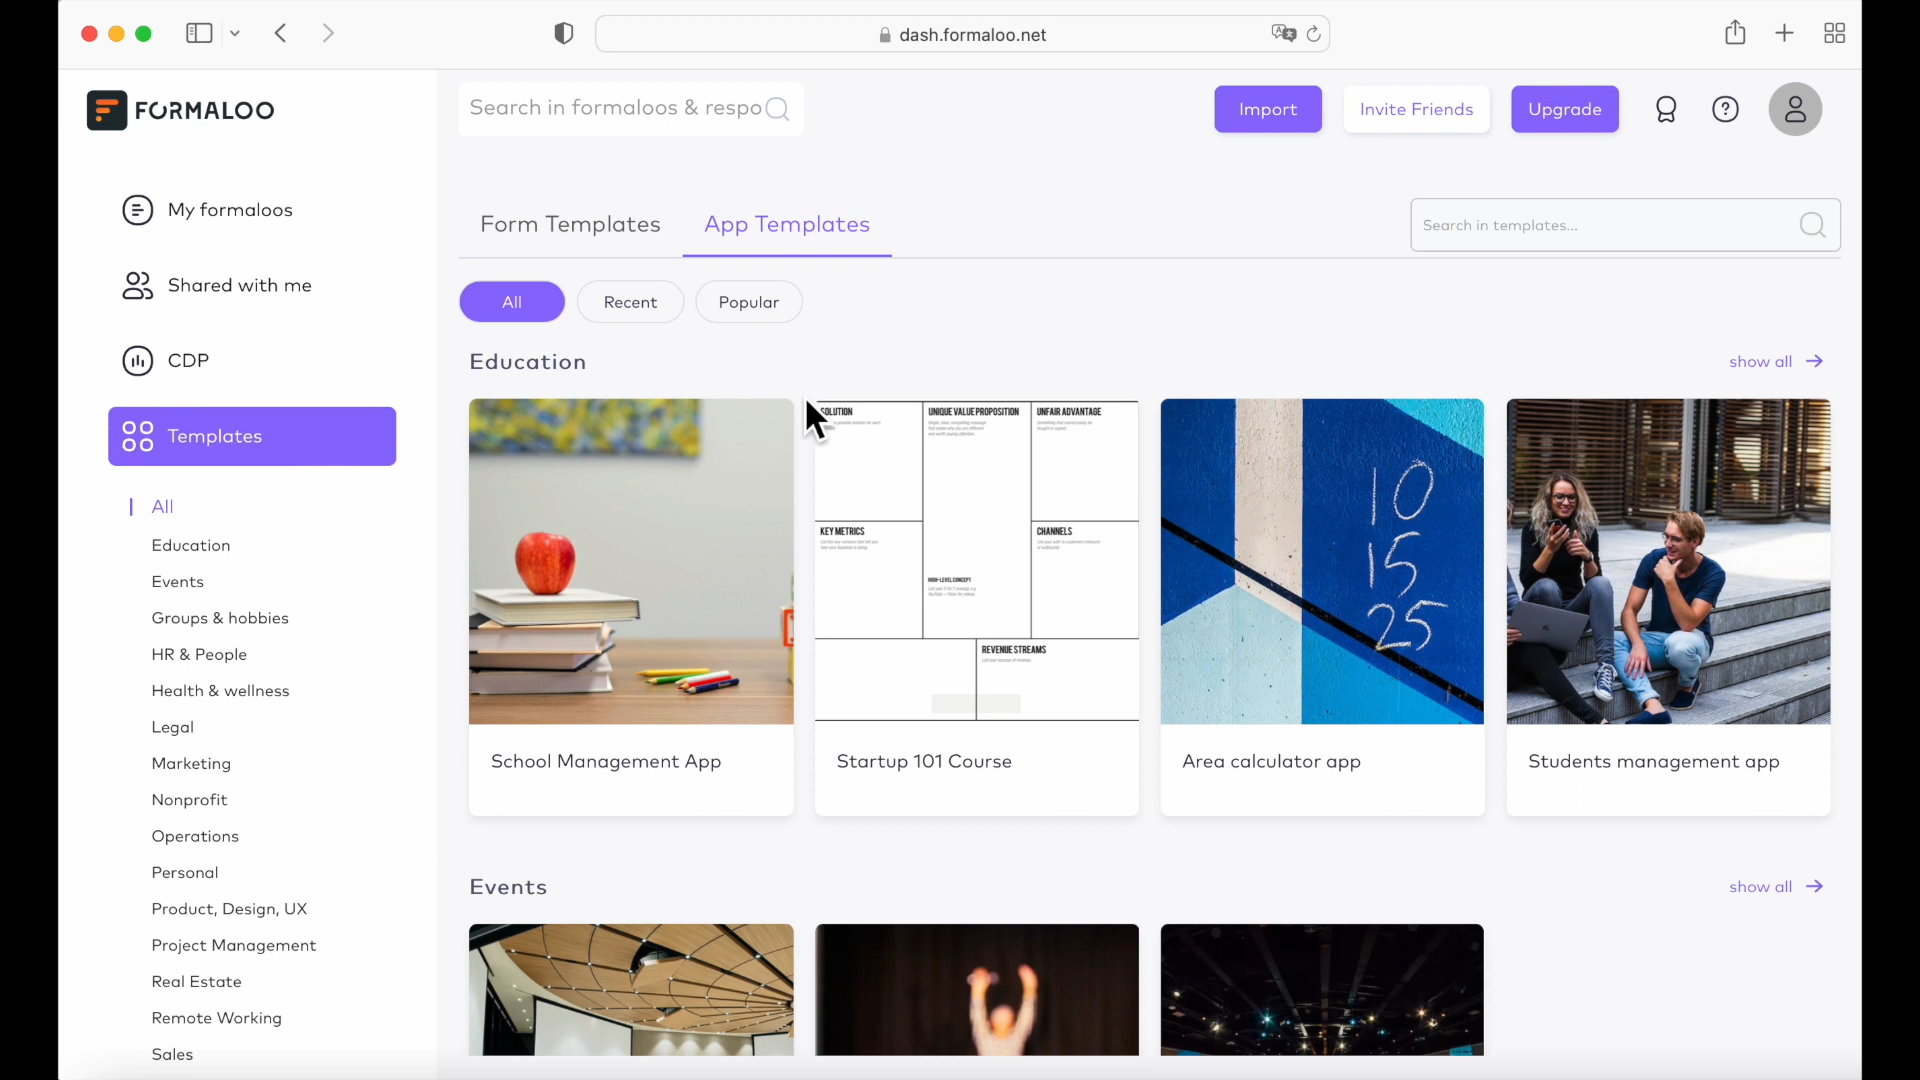 dash.formaloo.net
FORMALOO
Search in formaloos & respo
Import
Invite Friends
Upgrade
My formaloos
Shared with me
CDP
Templates
All
Education
Events
Groups & hobbies
HR & People
Health & wellness
Legal
Marketing
Nonprofit
Operations
Personal
Product, Design, UX
Project Management
Real Estate
Remote Working
Sales
Form Templates
App Templates
Search in templates...
All
Recent
Popular
Education
show all
UNIQUE VALUE PROPOSITION
UNFAIR ADVANTAGE
KEY METRICS
CHANNELS
HIGH-LEVEL CONCEPT
REVENUE STREAMS
10
15
25
School Management App
Startup 101 Course
Area calculator app
Students management app
Events
show all